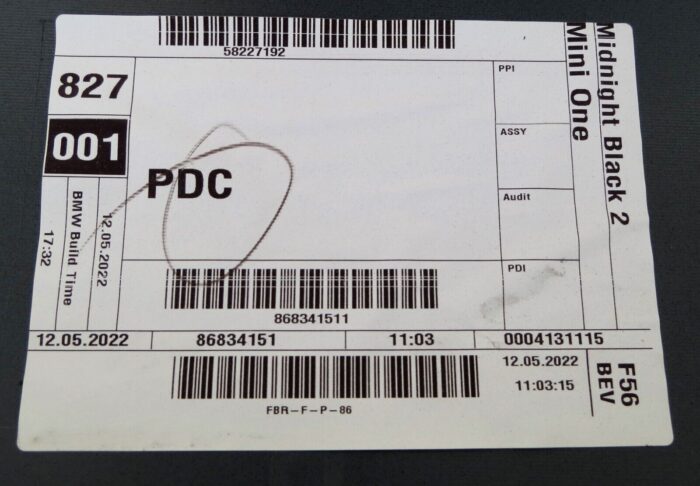 58227192
827
001
PDC
PPI
ASSY
Audit
PDI
Midnight Black 2
Mini One
12.05.2022
BMW Build Time
17:32
868341511
12.05.2022
86834151
11:03
0004131115
12.05.2022
11:03:15
FBR-F-P-86
F56
BEV